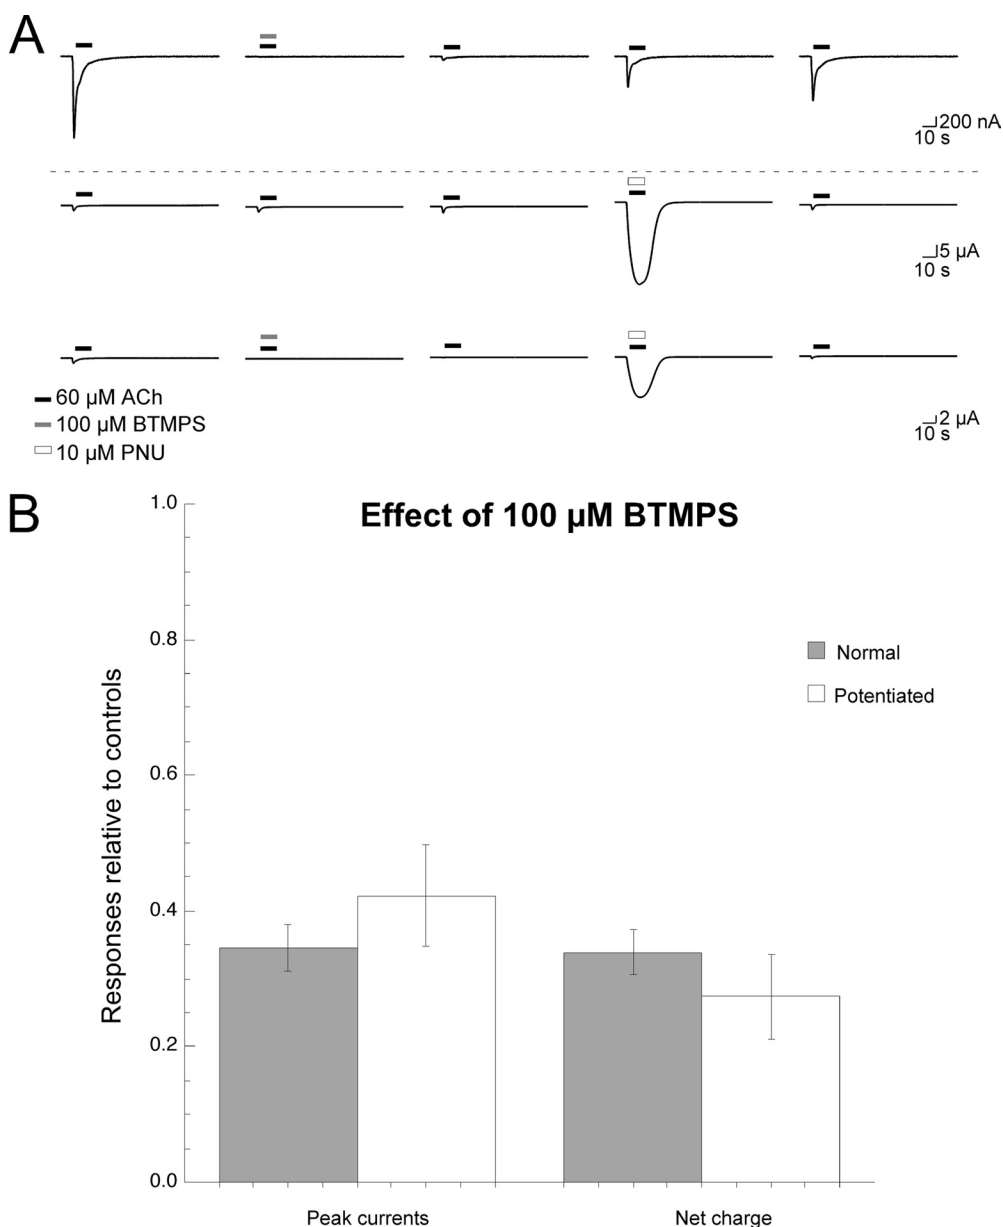 A
200 nA
10 s
5 µA
10 s
60 µM ACh
100 µM BTMPS
10 µM PNU
2 µA
10 s
B
Effect of 100 µM BTMPS
1.0
0.8
0.6
0.4
0.2
0.0
Responses relative to controls
Normal
Potentiated
Peak currents
Net charge